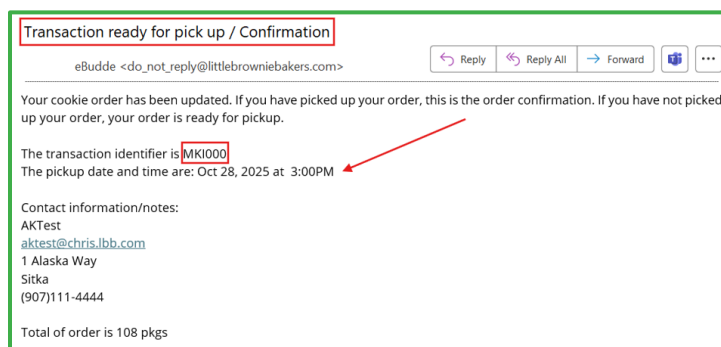 Transaction ready for pick up / Confirmation
eBudde <do_not_reply@littlebrowniebakers.com>
Reply
Reply All
Forward
Your cookie order has been updated. If you have picked up your order, this is the order confirmation. If you have not picked
up your order, your order is ready for pickup.
The transaction identifier is MKI000
The pickup date and time are: Oct 28, 2025 at 3:00PM
Contact information/notes:
AKTest
aktest@chris.lbb.com
1 Alaska Way
Sitka
(907)111-4444
Total of order is 108 pkgs